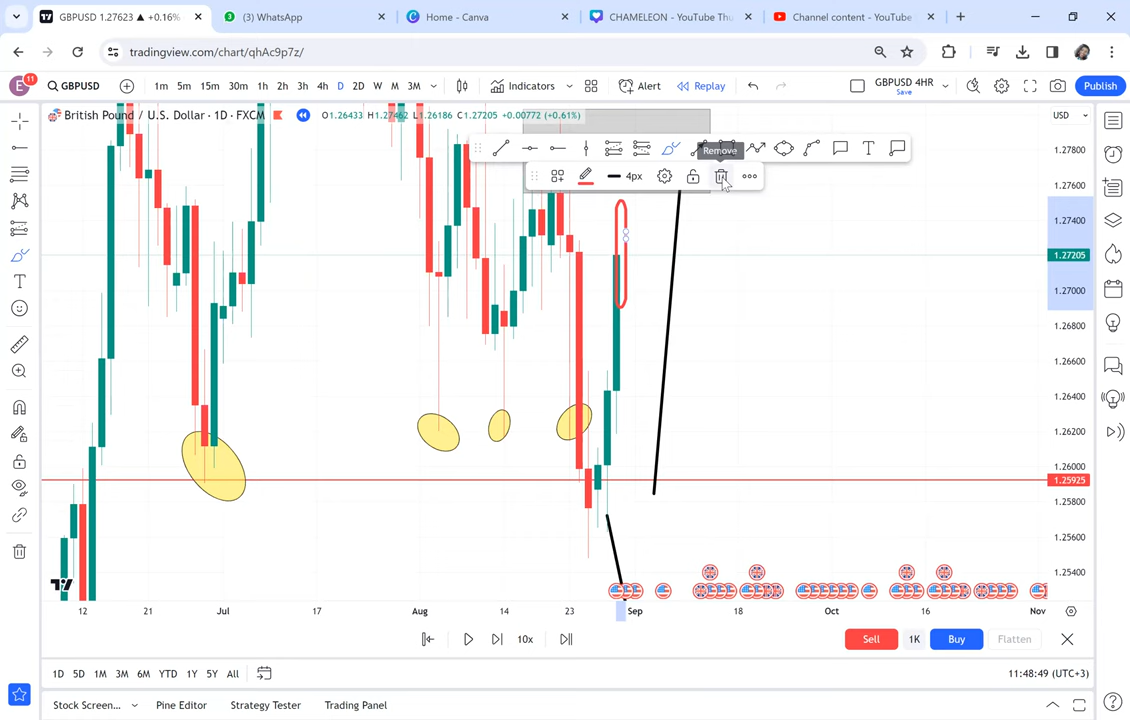 GBPUSD 1.27623 ▲ +0.16%
(3) WhatsApp
Home - Canva
CHAMELEON - YouTube Thu
Channel content - YouTube
tradingview.com/chart/qhAc9p7z/
E 11
GBPUSD
1m 5m 15m 30m 1h 2h 3h 4h D 2D W M 3M
Indicators
Alert
Replay
GBPUSD 4HR
Save
Publish
British Pound / U.S. Dollar · 1D · FXCM
O1.26433 H1.27462 L1.26186 C1.27205 +0.00772 (+0.61%)
USD
Remove
4px
1.27800
1.27600
1.27400
1.27205
1.27000
1.26800
1.26600
1.26400
1.26200
1.26000
1.25925
1.25800
1.25600
1.25400
12 21 Jul 17 Aug 14 23 Sep 18 Oct 16 Nov
10x
Sell 1K Buy Flatten
1D 5D 1M 3M 6M YTD 1Y 5Y All
11:48:49 (UTC+3)
Stock Screen... Pine Editor Strategy Tester Trading Panel